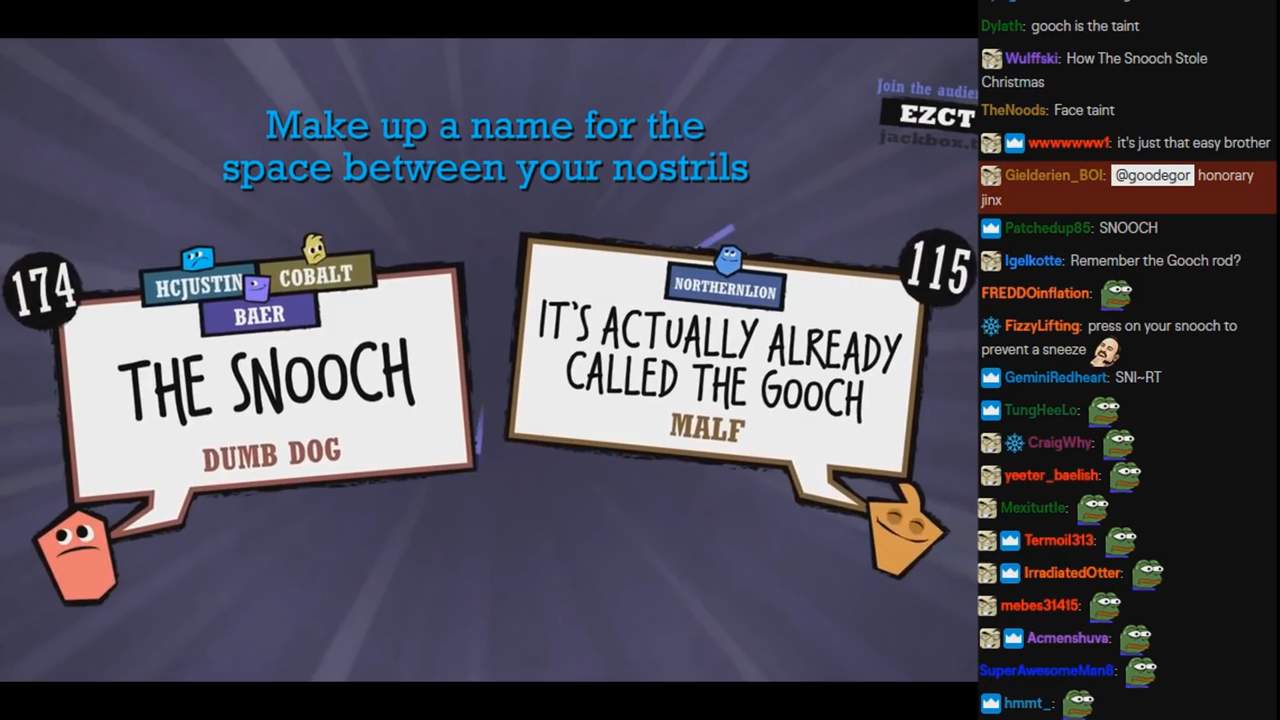 Make up a name for the
space between your nostrils
Join the audien
EZCT
jackbox.t
174
HCJUSTIN
COBALT
BAER
THE SNOOCH
DUMB DOG
115
NORTHERNLION
IT'S ACTUALLY ALREADY
CALLED THE GOOCH
MALF
Dylath: gooch is the taint
Wulffski: How The Snooch Stole
Christmas
TheNoods: Face taint
wwwwwww1: it's just that easy brother
Gielderien_BOI: @goodegor honorary
jinx
Patchedup85: SNOOCH
Igelkotte: Remember the Gooch rod?
FREDDOinflation:
FizzyLifting: press on your snooch to
prevent a sneeze
GeminiRedheart: SNI~RT
TungHeeLo:
CraigWhy:
yeeter_baelish:
Mexiturtle:
Termoil313:
IrradiatedOtter:
mebes31415:
Acmenshuva:
SuperAwesomeMan8:
hmmt_: